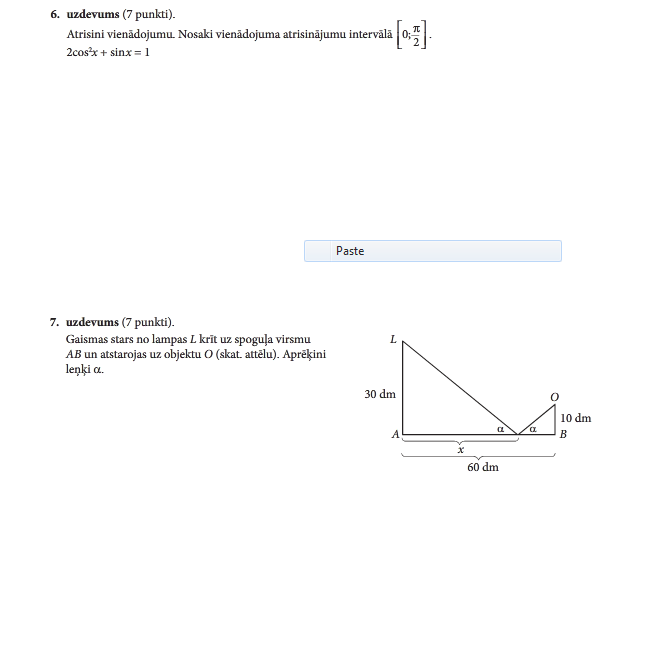 6. uzdevums (7 punkti).
Atrisini vienādojumu. Nosaki vienādojuma atrisinājumu intervālā [0; π/2].
2cos²x + sinx = 1
Paste
7. uzdevums (7 punkti).
Gaismas stars no lampas L krīt uz spoguļa virsmu
AB un atstarojas uz objektu O (skat. attēlu). Aprēķini
leņķi α.
L
30 dm
O
10 dm
A
α
α
B
x
60 dm